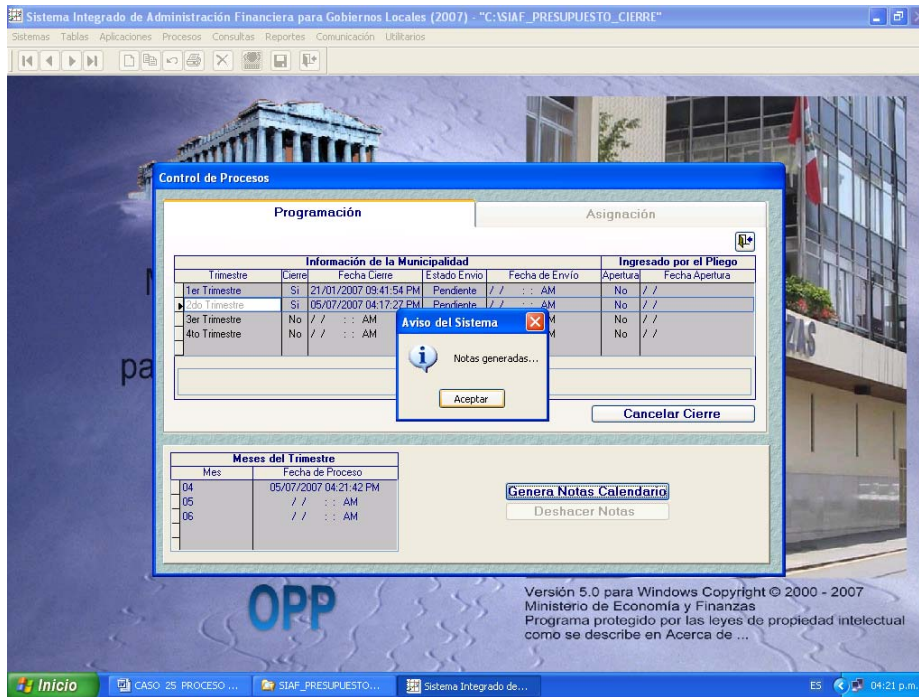 Sistema Integrado de Administración Financiera para Gobiernos Locales (2007) - "C:\SIAF_PRESUPUESTO_CIERRE"
Sistemas Tablas Aplicaciones Procesos Consultas Reportes Comunicación Utilitarios
Control de Procesos
Programación Asignación
Información de la Municipalidad Ingresado por el Pliego
Trimestre Cierre Fecha Cierre Estado Envio Fecha de Envío Apertura Fecha Apertura
1er Trimestre Si 21/01/2007 09:41:54 PM Pendiente / / : : AM No / /
2do Trimestre Si 05/07/2007 04:17:27 PM Pendiente / / : : AM No / /
3er Trimestre No / / : : AM M No / /
4to Trimestre No / / : : AM M No / /
Aviso del Sistema
Notas generadas...
Aceptar
pa
ZAS
Cancelar Cierre
Meses del Trimestre
Mes Fecha de Proceso
04 05/07/2007 04:21:42 PM
05 / / : : AM
06 / / : : AM
Genera Notas Calendario
Deshacer Notas
OPP
Versión 5.0 para Windows Copyright © 2000 - 2007
Ministerio de Economía y Finanzas
Programa protegido por las leyes de propiedad intelectual
como se describe en Acerca de ...
Inicio CASO 25 PROCESO ... SIAF_PRESUPUESTO... Sistema Integrado de... ES 04:21 p.m.